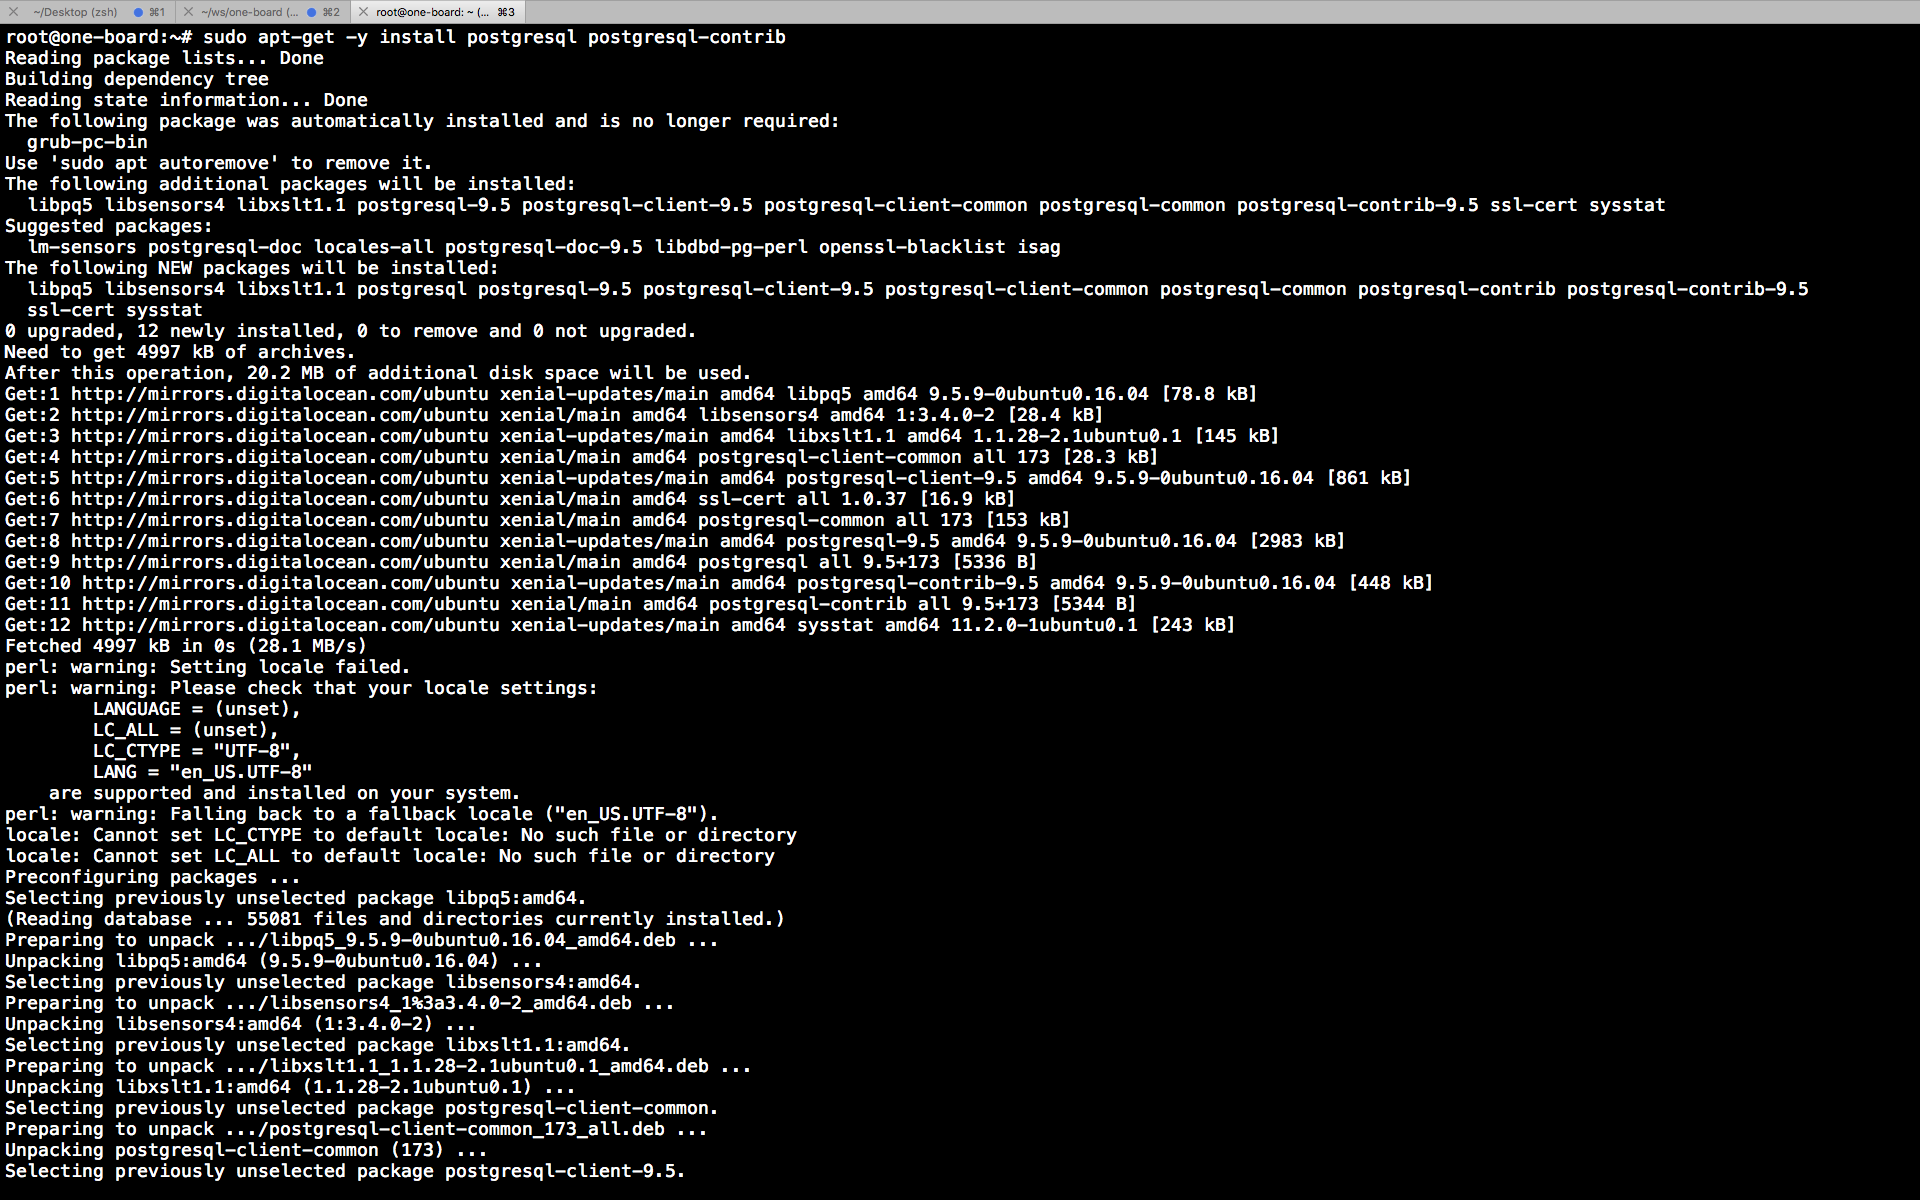 ~/Desktop (zsh) ⌘1 ~/ws/one-board (... ⌘2 root@one-board: ~ (... ⌘3
root@one-board:~# sudo apt-get -y install postgresql postgresql-contrib
Reading package lists... Done
Building dependency tree
Reading state information... Done
The following package was automatically installed and is no longer required:
  grub-pc-bin
Use 'sudo apt autoremove' to remove it.
The following additional packages will be installed:
  libpq5 libsensors4 libxslt1.1 postgresql-9.5 postgresql-client-9.5 postgresql-client-common postgresql-common postgresql-contrib-9.5 ssl-cert sysstat
Suggested packages:
  lm-sensors postgresql-doc locales-all postgresql-doc-9.5 libdbd-pg-perl openssl-blacklist isag
The following NEW packages will be installed:
  libpq5 libsensors4 libxslt1.1 postgresql postgresql-9.5 postgresql-client-9.5 postgresql-client-common postgresql-common postgresql-contrib postgresql-contrib-9.5
  ssl-cert sysstat
0 upgraded, 12 newly installed, 0 to remove and 0 not upgraded.
Need to get 4997 kB of archives.
After this operation, 20.2 MB of additional disk space will be used.
Get:1 http://mirrors.digitalocean.com/ubuntu xenial-updates/main amd64 libpq5 amd64 9.5.9-0ubuntu0.16.04 [78.8 kB]
Get:2 http://mirrors.digitalocean.com/ubuntu xenial/main amd64 libsensors4 amd64 1:3.4.0-2 [28.4 kB]
Get:3 http://mirrors.digitalocean.com/ubuntu xenial-updates/main amd64 libxslt1.1 amd64 1.1.28-2.1ubuntu0.1 [145 kB]
Get:4 http://mirrors.digitalocean.com/ubuntu xenial/main amd64 postgresql-client-common all 173 [28.3 kB]
Get:5 http://mirrors.digitalocean.com/ubuntu xenial-updates/main amd64 postgresql-client-9.5 amd64 9.5.9-0ubuntu0.16.04 [861 kB]
Get:6 http://mirrors.digitalocean.com/ubuntu xenial/main amd64 ssl-cert all 1.0.37 [16.9 kB]
Get:7 http://mirrors.digitalocean.com/ubuntu xenial/main amd64 postgresql-common all 173 [153 kB]
Get:8 http://mirrors.digitalocean.com/ubuntu xenial-updates/main amd64 postgresql-9.5 amd64 9.5.9-0ubuntu0.16.04 [2983 kB]
Get:9 http://mirrors.digitalocean.com/ubuntu xenial/main amd64 postgresql all 9.5+173 [5336 B]
Get:10 http://mirrors.digitalocean.com/ubuntu xenial-updates/main amd64 postgresql-contrib-9.5 amd64 9.5.9-0ubuntu0.16.04 [448 kB]
Get:11 http://mirrors.digitalocean.com/ubuntu xenial/main amd64 postgresql-contrib all 9.5+173 [5344 B]
Get:12 http://mirrors.digitalocean.com/ubuntu xenial-updates/main amd64 sysstat amd64 11.2.0-1ubuntu0.1 [243 kB]
Fetched 4997 kB in 0s (28.1 MB/s)
perl: warning: Setting locale failed.
perl: warning: Please check that your locale settings:
        LANGUAGE = (unset),
        LC_ALL = (unset),
        LC_CTYPE = "UTF-8",
        LANG = "en_US.UTF-8"
    are supported and installed on your system.
perl: warning: Falling back to a fallback locale ("en_US.UTF-8").
locale: Cannot set LC_CTYPE to default locale: No such file or directory
locale: Cannot set LC_ALL to default locale: No such file or directory
Preconfiguring packages ...
Selecting previously unselected package libpq5:amd64.
(Reading database ... 55081 files and directories currently installed.)
Preparing to unpack .../libpq5_9.5.9-0ubuntu0.16.04_amd64.deb ...
Unpacking libpq5:amd64 (9.5.9-0ubuntu0.16.04) ...
Selecting previously unselected package libsensors4:amd64.
Preparing to unpack .../libsensors4_1%3a3.4.0-2_amd64.deb ...
Unpacking libsensors4:amd64 (1:3.4.0-2) ...
Selecting previously unselected package libxslt1.1:amd64.
Preparing to unpack .../libxslt1.1_1.1.28-2.1ubuntu0.1_amd64.deb ...
Unpacking libxslt1.1:amd64 (1.1.28-2.1ubuntu0.1) ...
Selecting previously unselected package postgresql-client-common.
Preparing to unpack .../postgresql-client-common_173_all.deb ...
Unpacking postgresql-client-common (173) ...
Selecting previously unselected package postgresql-client-9.5.